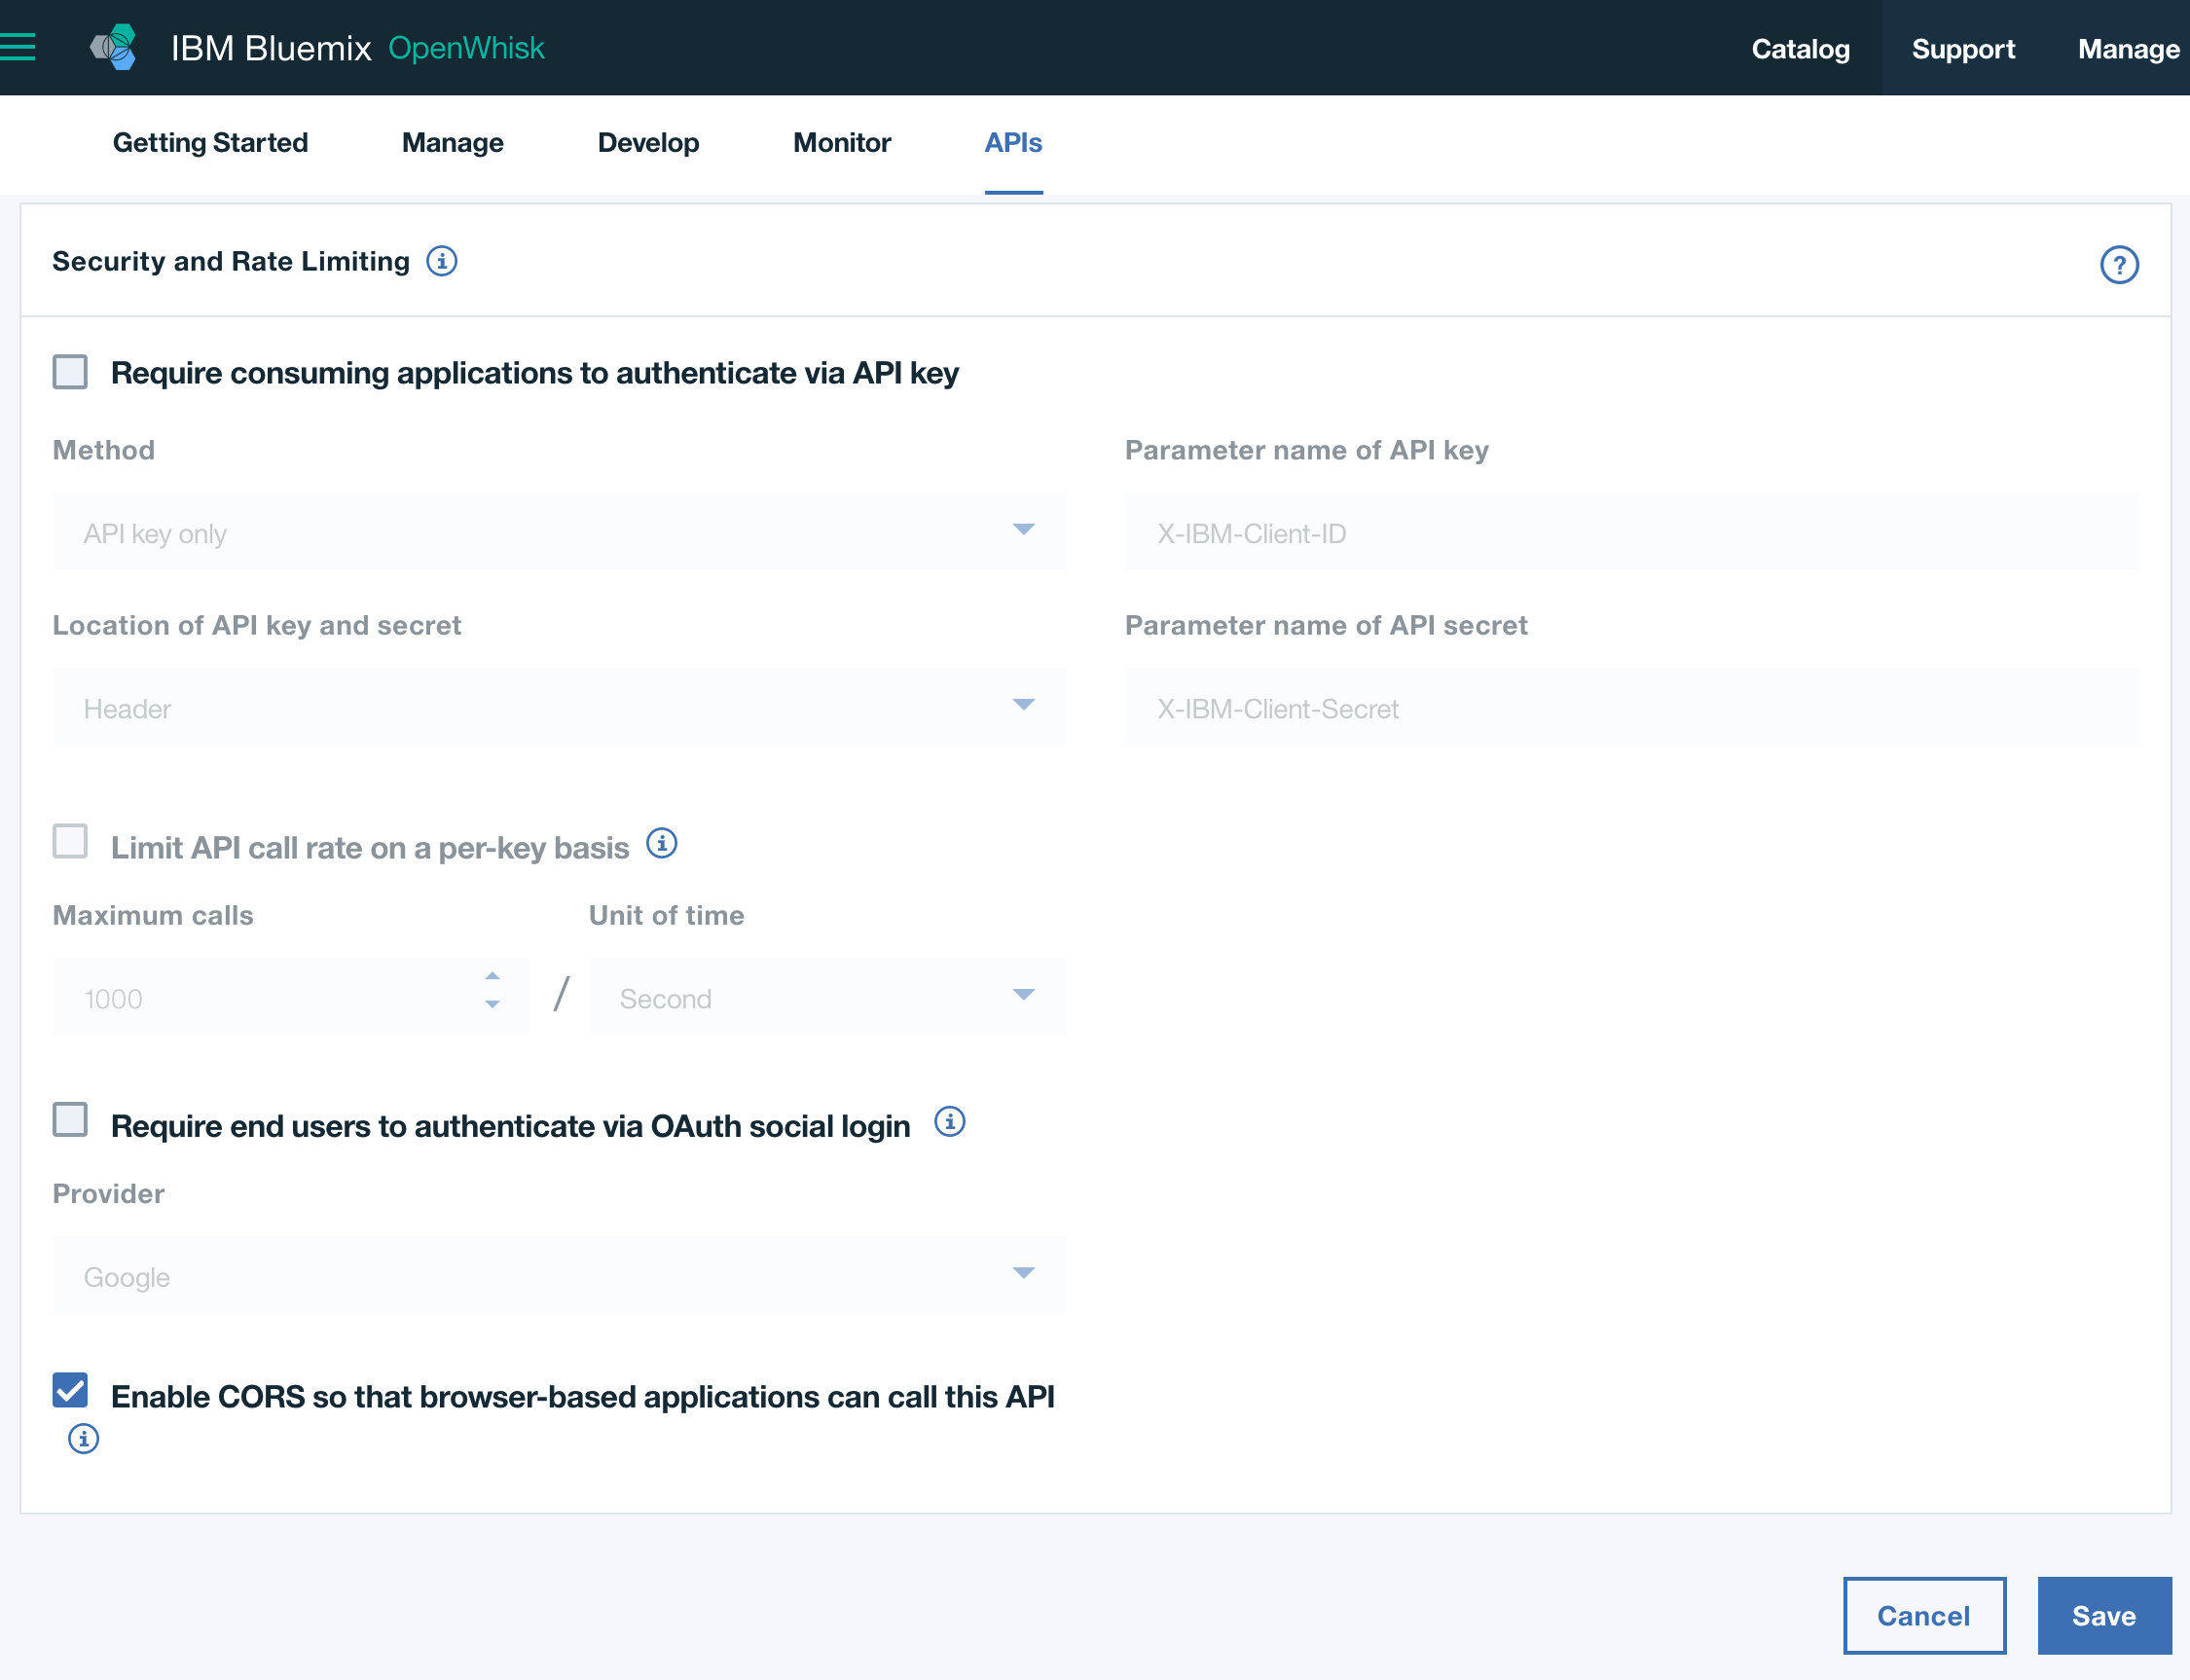 IBM Bluemix OpenWhisk Catalog Support Manage
Getting Started Manage Develop Monitor APIs
Security and Rate Limiting
Require consuming applications to authenticate via API key
Method Parameter name of API key
API key only X-IBM-Client-ID
Location of API key and secret Parameter name of API secret
Header X-IBM-Client-Secret
Limit API call rate on a per-key basis
Maximum calls Unit of time
1000 / Second
Require end users to authenticate via OAuth social login
Provider
Google
Enable CORS so that browser-based applications can call this API
Cancel Save